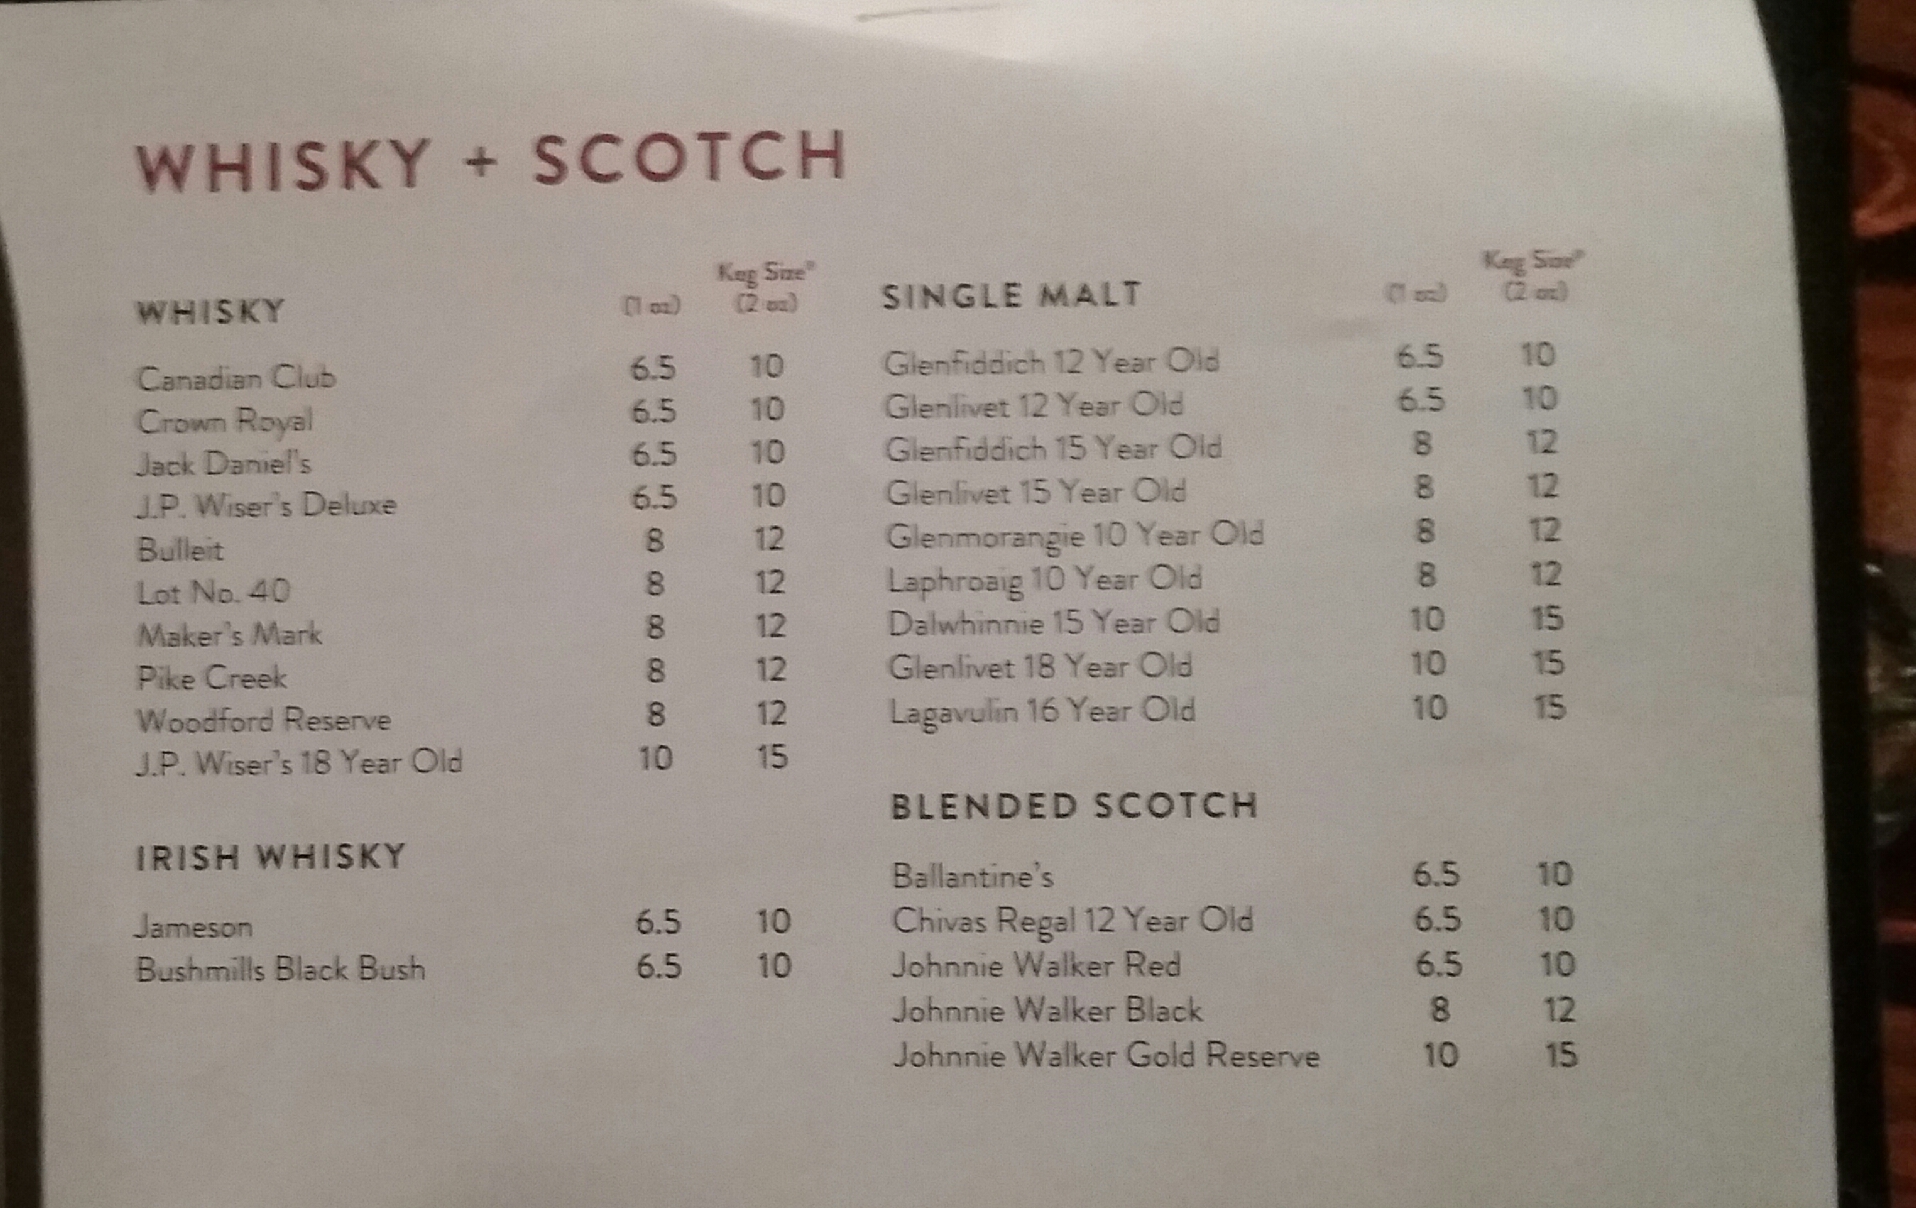 WHISKY + SCOTCH
WHISKY (1 oz) Keg Size® (2 oz)
Canadian Club 6.5 10
Crown Royal 6.5 10
Jack Daniel's 6.5 10
J.P. Wiser's Deluxe 6.5 10
Bulleit 8 12
Lot No. 40 8 12
Maker's Mark 8 12
Pike Creek 8 12
Woodford Reserve 8 12
J.P. Wiser's 18 Year Old 10 15
IRISH WHISKY
Jameson 6.5 10
Bushmills Black Bush 6.5 10
SINGLE MALT (1 oz) Keg Size® (2 oz)
Glenfiddich 12 Year Old 6.5 10
Glenlivet 12 Year Old 6.5 10
Glenfiddich 15 Year Old 8 12
Glenlivet 15 Year Old 8 12
Glenmorangie 10 Year Old 8 12
Laphroaig 10 Year Old 8 12
Dalwhinnie 15 Year Old 10 15
Glenlivet 18 Year Old 10 15
Lagavulin 16 Year Old 10 15
BLENDED SCOTCH
Ballantine's 6.5 10
Chivas Regal 12 Year Old 6.5 10
Johnnie Walker Red 6.5 10
Johnnie Walker Black 8 12
Johnnie Walker Gold Reserve 10 15